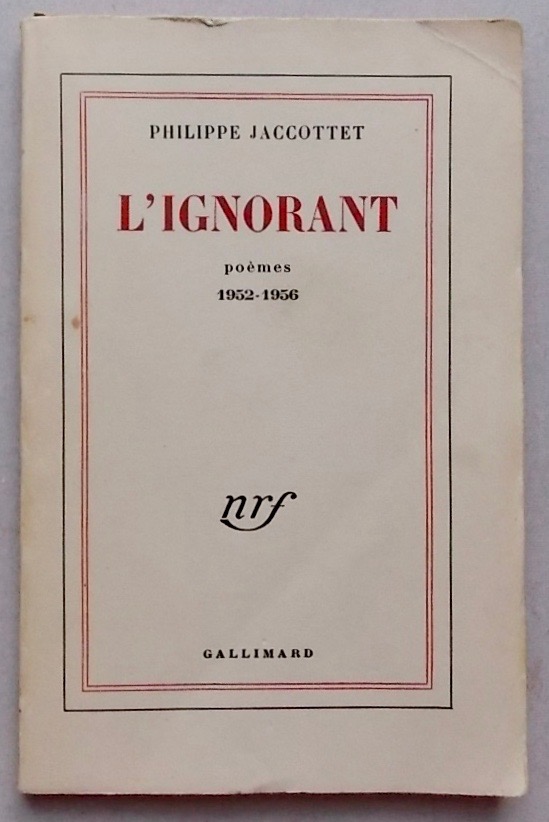 PHILIPPE JACCOTTET
L'IGNORANT
poèmes
1952-1956
nrf
GALLIMARD